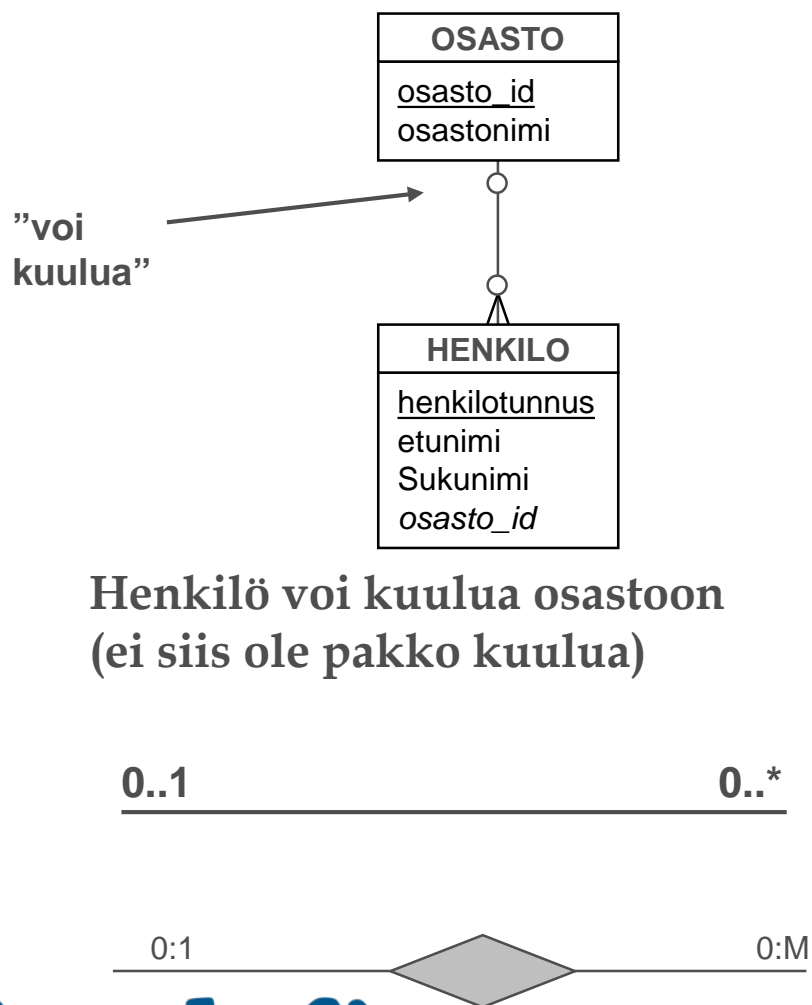 OSASTO
osasto_id
osastonimi
”voi
kuulua”
HENKILO
henkilotunnus
etunimi
Sukunimi
osasto_id
Henkilö voi kuulua osastoon
(ei siis ole pakko kuulua)
0..1 0..*
0:1 0:M